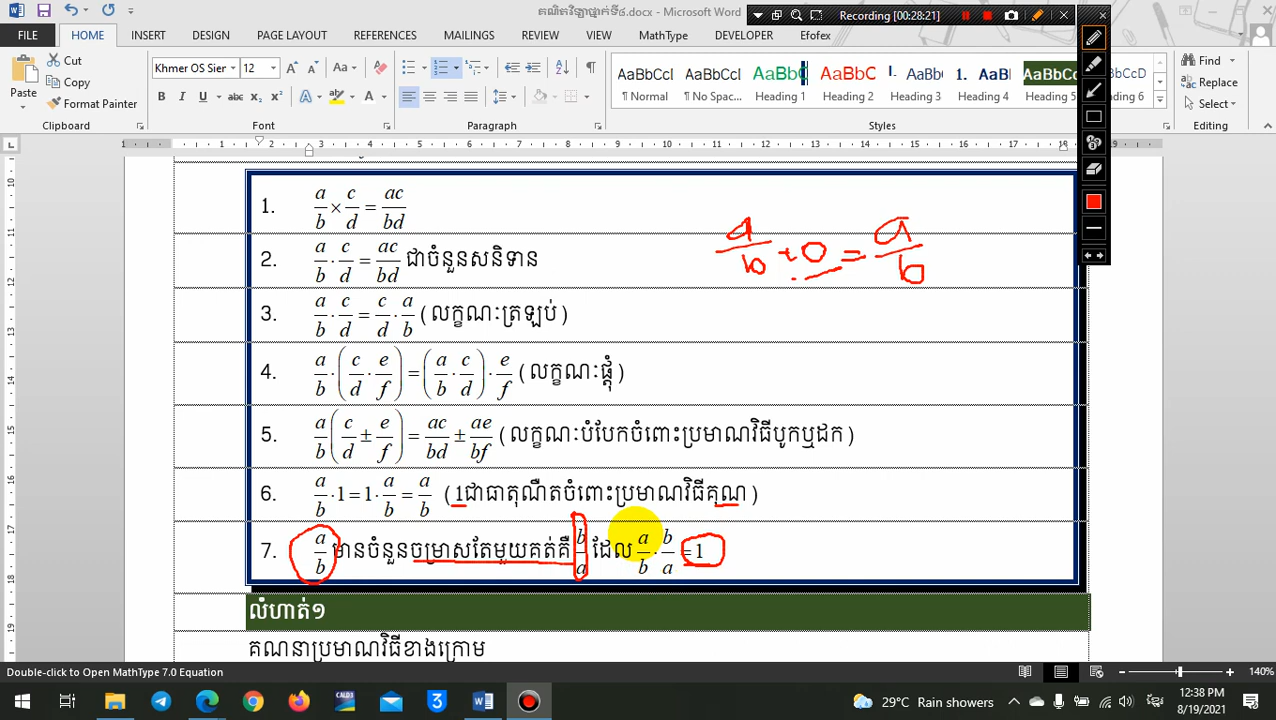 គណិតវិទ្យាថ្នាក់ទី៩.docx - Microsoft Word
Recording [00:28:21]
FILE HOME INSERT DESIGN PAGE LAYOUT REFERENCES MAILINGS REVIEW VIEW MathType DEVELOPER Efofex
Cut
Copy
Format Painter
Paste
Khmer OS Sier 12
B I U abc x₂ x²
AaBbCcI AaBbCcI AaBbC AaBbCc AaBb( 1. AaB AaBbCc AaBbCcD
¶ Normal ¶ No Spac... Heading 1 Heading 2 Heading 3 Heading 4 Heading 5
Find
Replace
Select
Clipboard Font Paragraph Styles Editing
1. a/b × c/d = ac/bd
2. a/b · c/d = ac/bd ជាចំនួនសនិទាន
a/b + 0 = a/b
3. a/b · c/d = c/d · a/b (លក្ខណៈត្រឡប់)
4. a/b · (c/d · e/f) = (a/b · c/d) · e/f (លក្ខណៈផ្ដុំ)
5. a/b (c/d ± e/f) = ac/bd ± ae/bf (លក្ខណៈបំបែកចំពោះប្រមាណវិធីបូកឬដក)
6. a/b · 1 = 1 · a/b = a/b (1ជាធាតុណឺតចំពោះប្រមាណវិធីគុណ)
7. a/b មានចំនួនច្រាសតែមួយគត់គឺ b/a ដែល a/b · b/a = 1
លំហាត់១
គណនាប្រមាណវិធីខាងក្រោម
Double-click to Open MathType 7.0 Equation
140%
29°C Rain showers
12:38 PM
8/19/2021